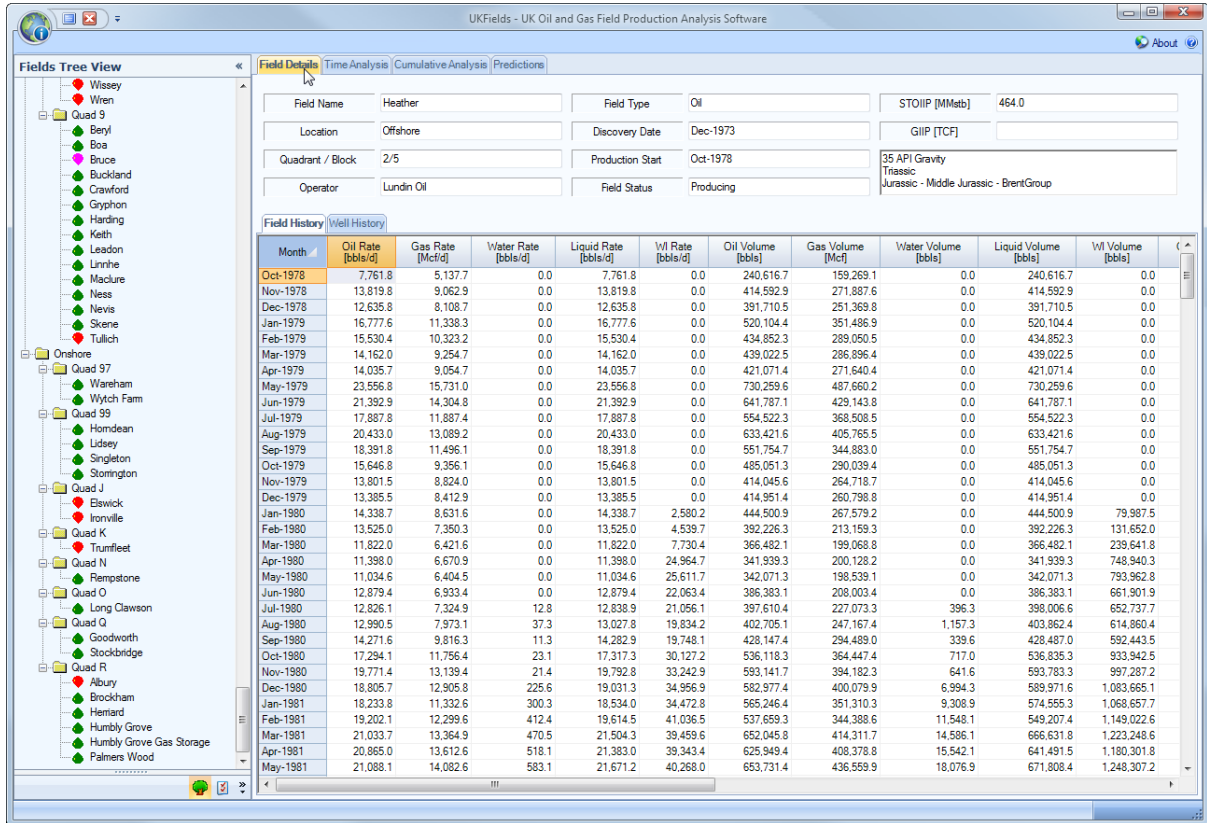 UKFields - UK Oil and Gas Field Production Analysis Software
About
Fields Tree View «
Wissey
Wren
Quad 9
Beryl
Boa
Bruce
Buckland
Crawford
Gryphon
Harding
Keith
Leadon
Linnhe
Maclure
Ness
Nevis
Skene
Tullich
Onshore
Quad 97
Wareham
Wytch Farm
Quad 99
Horndean
Lidsey
Singleton
Storrington
Quad J
Elswick
Ironville
Quad K
Trumfleet
Quad N
Rempstone
Quad O
Long Clawson
Quad Q
Goodworth
Stockbridge
Quad R
Albury
Brockham
Herriard
Humbly Grove
Humbly Grove Gas Storage
Palmers Wood
Field Details Time Analysis Cumulative Analysis Predictions
Field Name Heather Field Type Oil STOIIP [MMstb] 464.0
Location Offshore Discovery Date Dec-1973 GIIP [TCF]
Quadrant / Block 2/5 Production Start Oct-1978
Operator Lundin Oil Field Status Producing
35 API Gravity
Triassic
Jurassic - Middle Jurassic - BrentGroup
Field History Well History
Month Oil Rate [bbls/d] Gas Rate [Mcf/d] Water Rate [bbls/d] Liquid Rate [bbls/d] WI Rate [bbls/d] Oil Volume [bbls] Gas Volume [Mcf] Water Volume [bbls] Liquid Volume [bbls] WI Volume [bbls]
Oct-1978 7,761.8 5,137.7 0.0 7,761.8 0.0 240,616.7 159,269.1 0.0 240,616.7 0.0
Nov-1978 13,819.8 9,062.9 0.0 13,819.8 0.0 414,592.9 271,887.6 0.0 414,592.9 0.0
Dec-1978 12,635.8 8,108.7 0.0 12,635.8 0.0 391,710.5 251,369.8 0.0 391,710.5 0.0
Jan-1979 16,777.6 11,338.3 0.0 16,777.6 0.0 520,104.4 351,486.9 0.0 520,104.4 0.0
Feb-1979 15,530.4 10,323.2 0.0 15,530.4 0.0 434,852.3 289,050.5 0.0 434,852.3 0.0
Mar-1979 14,162.0 9,254.7 0.0 14,162.0 0.0 439,022.5 286,896.4 0.0 439,022.5 0.0
Apr-1979 14,035.7 9,054.7 0.0 14,035.7 0.0 421,071.4 271,640.4 0.0 421,071.4 0.0
May-1979 23,556.8 15,731.0 0.0 23,556.8 0.0 730,259.6 487,660.2 0.0 730,259.6 0.0
Jun-1979 21,392.9 14,304.8 0.0 21,392.9 0.0 641,787.1 429,143.8 0.0 641,787.1 0.0
Jul-1979 17,887.8 11,887.4 0.0 17,887.8 0.0 554,522.3 368,508.5 0.0 554,522.3 0.0
Aug-1979 20,433.0 13,089.2 0.0 20,433.0 0.0 633,421.6 405,765.5 0.0 633,421.6 0.0
Sep-1979 18,391.8 11,496.1 0.0 18,391.8 0.0 551,754.7 344,883.0 0.0 551,754.7 0.0
Oct-1979 15,646.8 9,356.1 0.0 15,646.8 0.0 485,051.3 290,039.4 0.0 485,051.3 0.0
Nov-1979 13,801.5 8,824.0 0.0 13,801.5 0.0 414,045.6 264,718.7 0.0 414,045.6 0.0
Dec-1979 13,385.5 8,412.9 0.0 13,385.5 0.0 414,951.4 260,798.8 0.0 414,951.4 0.0
Jan-1980 14,338.7 8,631.6 0.0 14,338.7 2,580.2 444,500.9 267,579.2 0.0 444,500.9 79,987.5
Feb-1980 13,525.0 7,350.3 0.0 13,525.0 4,539.7 392,226.3 213,159.3 0.0 392,226.3 131,652.0
Mar-1980 11,822.0 6,421.6 0.0 11,822.0 7,730.4 366,482.1 199,068.8 0.0 366,482.1 239,641.8
Apr-1980 11,398.0 6,670.9 0.0 11,398.0 24,964.7 341,939.3 200,128.2 0.0 341,939.3 748,940.3
May-1980 11,034.6 6,404.5 0.0 11,034.6 25,611.7 342,071.3 198,539.1 0.0 342,071.3 793,962.8
Jun-1980 12,879.4 6,933.4 0.0 12,879.4 22,063.4 386,383.1 208,003.4 0.0 386,383.1 661,901.9
Jul-1980 12,826.1 7,324.9 12.8 12,838.9 21,056.1 397,610.4 227,073.3 396.3 398,006.6 652,737.7
Aug-1980 12,990.5 7,973.1 37.3 13,027.8 19,834.2 402,705.1 247,167.4 1,157.3 403,862.4 614,860.4
Sep-1980 14,271.6 9,816.3 11.3 14,282.9 19,748.1 428,147.4 294,489.0 339.6 428,487.0 592,443.5
Oct-1980 17,294.1 11,756.4 23.1 17,317.3 30,127.2 536,118.3 364,447.4 717.0 536,835.3 933,942.5
Nov-1980 19,771.4 13,139.4 21.4 19,792.8 33,242.9 593,141.7 394,182.3 641.6 593,783.3 997,287.2
Dec-1980 18,805.7 12,905.8 225.6 19,031.3 34,956.9 582,977.4 400,079.9 6,994.3 589,971.6 1,083,665.1
Jan-1981 18,233.8 11,332.6 300.3 18,534.0 34,472.8 565,246.4 351,310.3 9,308.9 574,555.3 1,068,657.7
Feb-1981 19,202.1 12,299.6 412.4 19,614.5 41,036.5 537,659.3 344,388.6 11,548.1 549,207.4 1,149,022.6
Mar-1981 21,033.7 13,364.9 470.5 21,504.3 39,459.6 652,045.8 414,311.7 14,586.1 666,631.8 1,223,248.6
Apr-1981 20,865.0 13,612.6 518.1 21,383.0 39,343.4 625,949.4 408,378.8 15,542.1 641,491.5 1,180,301.8
May-1981 21,088.1 14,082.6 583.1 21,671.2 40,268.0 653,731.4 436,559.9 18,076.9 671,808.4 1,248,307.2